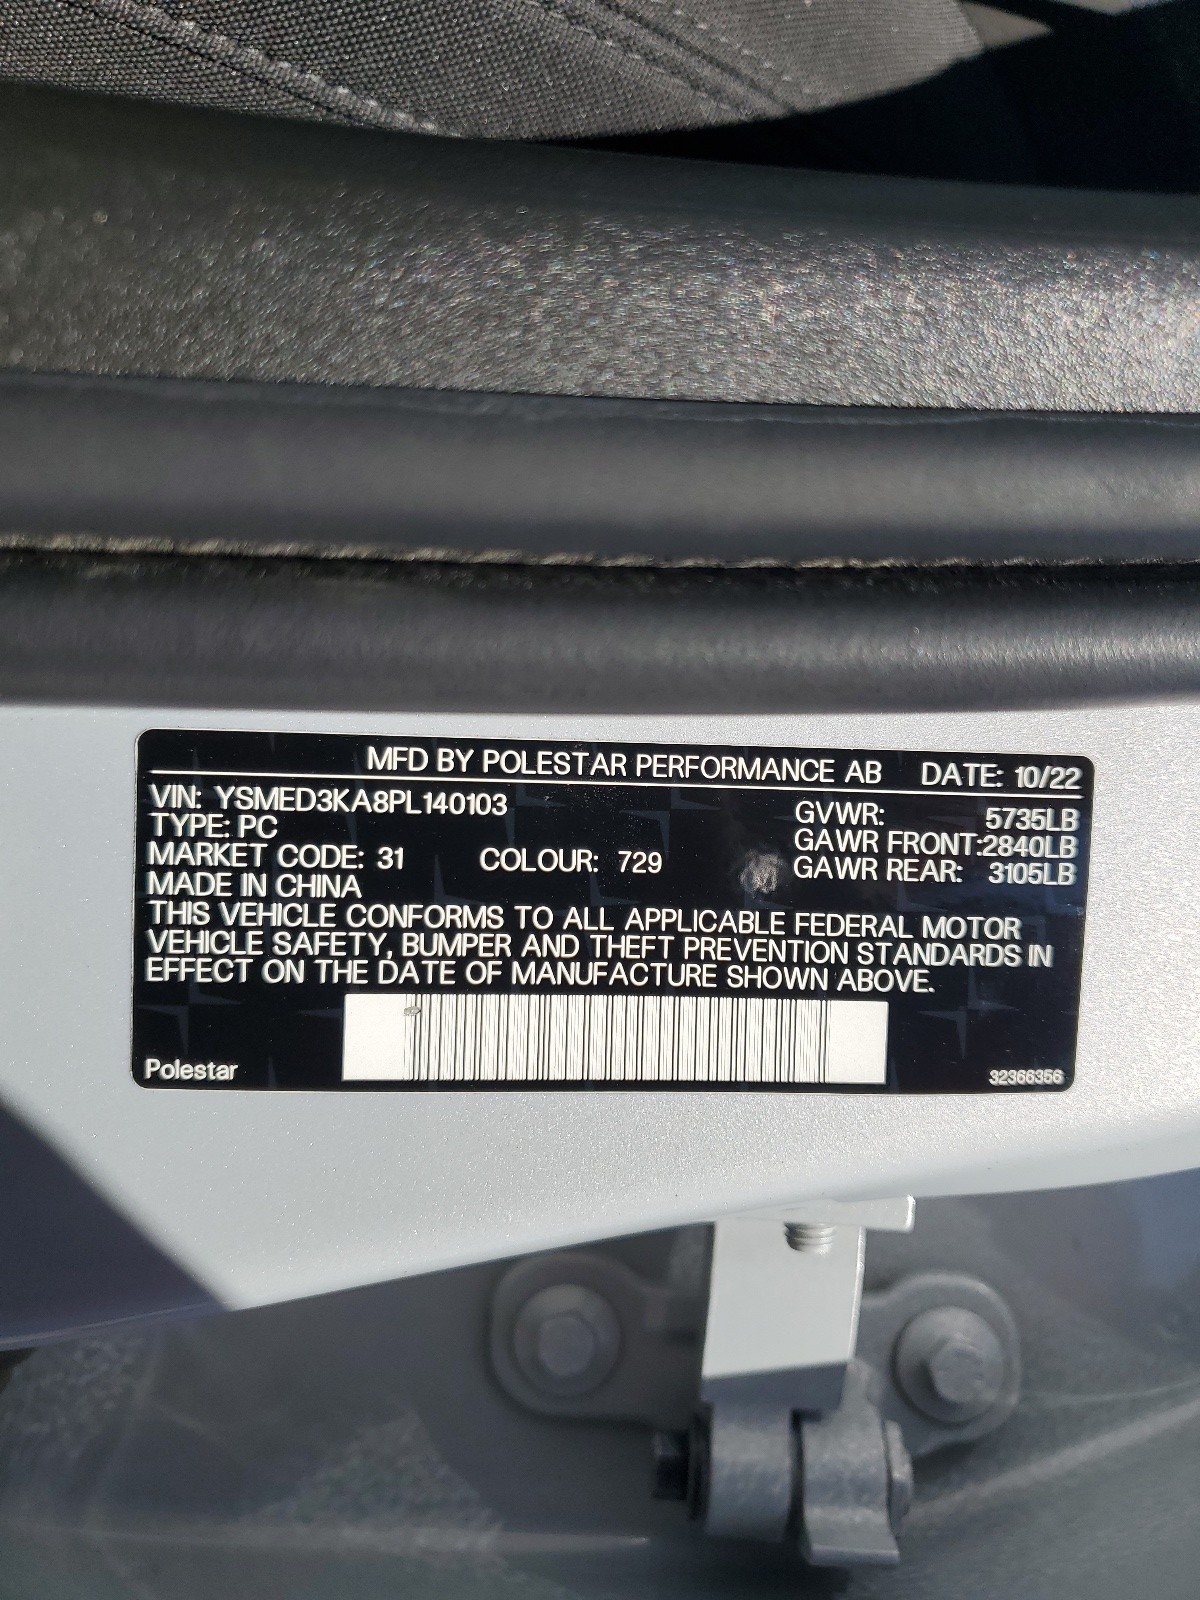 MFD BY POLESTAR PERFORMANCE AB DATE: 10/22
VIN: YSMED3KA8PL140103 GVWR: 5735LB
TYPE: PC GAWR FRONT:2840LB
MARKET CODE: 31 COLOUR: 729 GAWR REAR: 3105LB
MADE IN CHINA
THIS VEHICLE CONFORMS TO ALL APPLICABLE FEDERAL MOTOR
VEHICLE SAFETY, BUMPER AND THEFT PREVENTION STANDARDS IN
EFFECT ON THE DATE OF MANUFACTURE SHOWN ABOVE.
Polestar 32366356